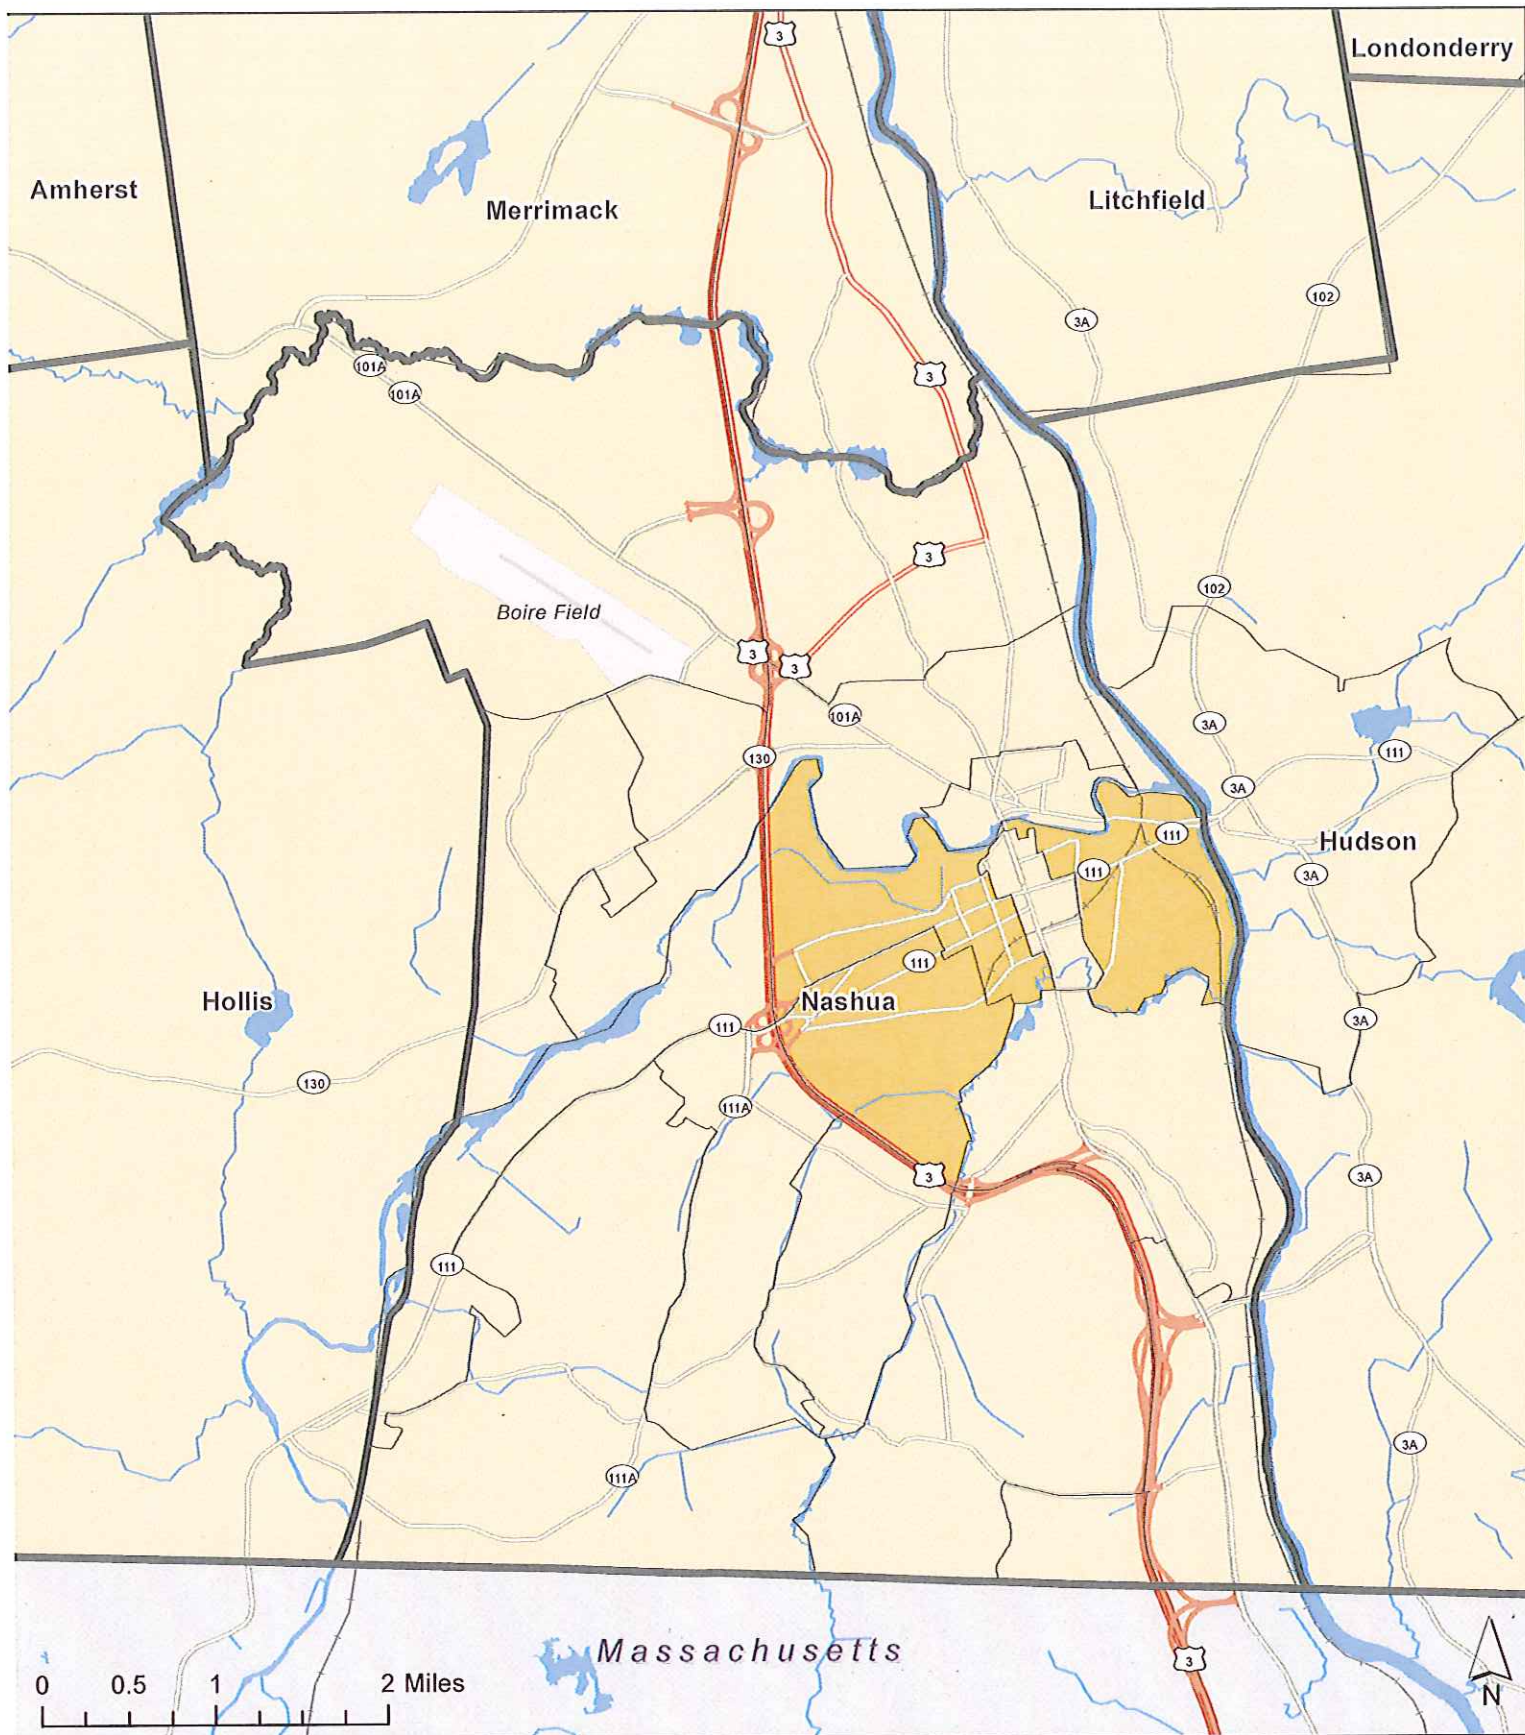 3
Londonderry
Amherst
Merrimack
Litchfield
102
3A
101A
3
101A
3
102
Boire Field
3
3
101A
3A
130
111
3A
111
Hudson
111
3A
111
Hollis
Nashua
111
3A
130
111A
3
3A
111
3A
111A
Massachusetts
3
0 0.5 1 2 Miles
N